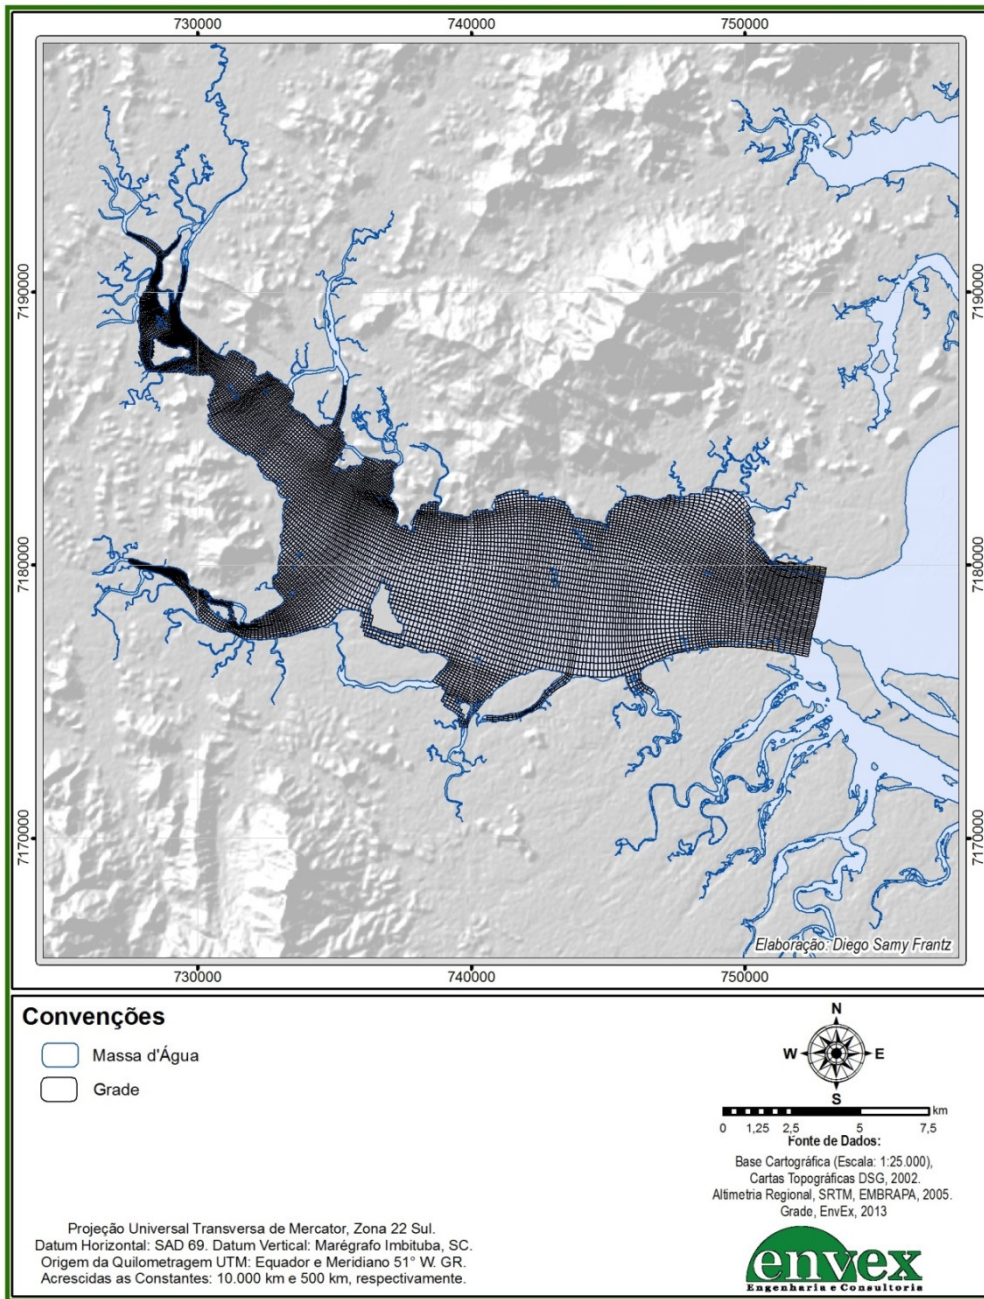 730000 740000 750000
7190000 7190000
7180000 7180000
7170000 7170000
Elaboração: Diego Samy Frantz
730000 740000 750000
Convenções
Massa d'Água
Grade
N
W E
S
km
0 1,25 2,5 5 7,5
Fonte de Dados:
Base Cartográfica (Escala: 1:25.000),
Cartas Topográficas DSG, 2002.
Altimetria Regional, SRTM, EMBRAPA, 2005.
Grade, EnvEx, 2013
Projeção Universal Transversa de Mercator, Zona 22 Sul.
Datum Horizontal: SAD 69. Datum Vertical: Marégrafo Imbituba, SC.
Origem da Quilometragem UTM: Equador e Meridiano 51° W. GR.
Acrescidas as Constantes: 10.000 km e 500 km, respectivamente.
envex
Engenharia e Consultoria